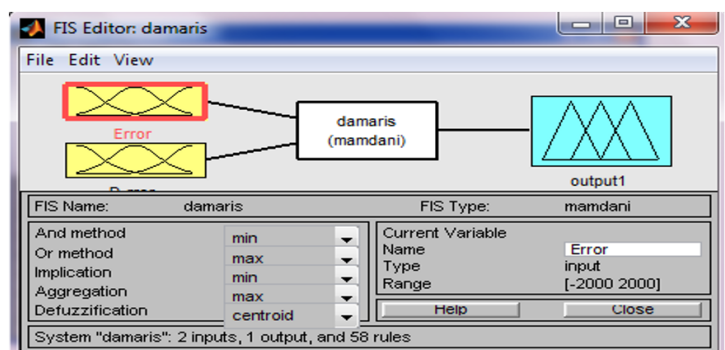 FIS Editor: damaris
File Edit View
Error
damaris
(mamdani)
output1
FIS Name: damaris FIS Type: mamdani
And method min
Or method max
Implication min
Aggregation max
Defuzzification centroid
Current Variable
Name Error
Type input
Range [-2000 2000]
Help Close
System "damaris": 2 inputs, 1 output, and 58 rules